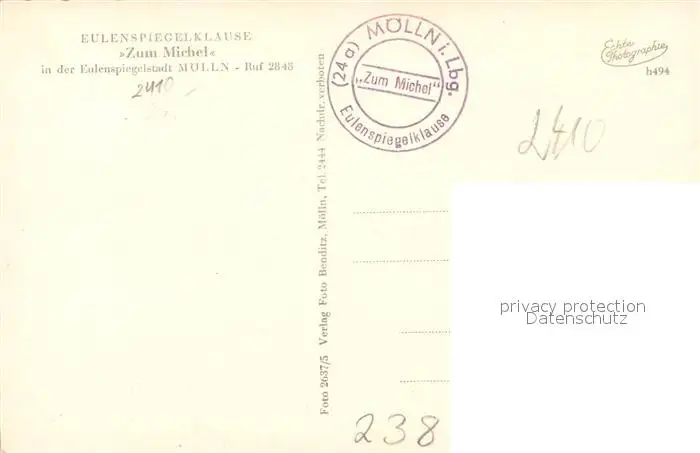 EULENSPIEGELKLAUSE
»Zum Michel«
in der Eulenspiegelstadt MÖLLN - Ruf 2848
2410
(24a) MÖLLN i. Lbg.
„Zum Michel"
Eulenspiegelklause
Echte
Photographie
h494
2410
Foto 2637/5 Verlag Foto Benditz, Mölln, Tel. 2444 Nachdr. verboten
privacy protection
Datenschutz
238